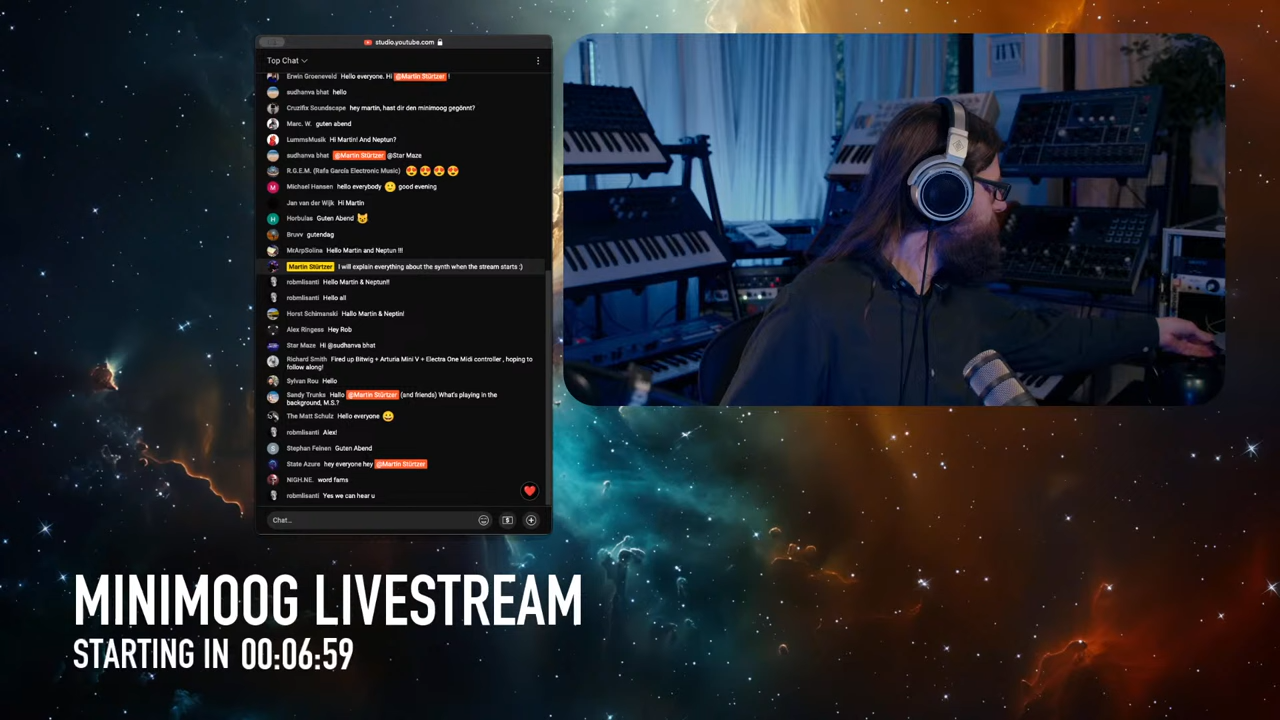 studio.youtube.com
Top Chat
Erwin Groeneveld Hello everyone. Hi @Martin Stürtzer !
sudhanva bhat hello
Cruzifix Soundscape hey martin, hast dir den minimoog gegönnt?
Marc. W. guten abend
LummsMusik Hi Martin! And Neptun?
sudhanva bhat @Martin Stürtzer @Star Maze
R.G.E.M. (Rafa García Electronic Music)
Michael Hansen hello everybody good evening
Jan van der Wijk Hi Martin
Horbulas Guten Abend
Bruvv gutendag
MrArpSolina Hello Martin and Neptun !!!
Martin Stürtzer I will explain everything about the synth when the stream starts :)
robmlisanti Hello Martin & Neptun!!
robmlisanti Hello all
Horst Schimanski Hallo Martin & Neptin!
Alex Ringess Hey Rob
Star Maze Hi @sudhanva bhat
Richard Smith Fired up Bitwig + Arturia Mini V + Electra One Midi controller , hoping to
follow along!
Sylvan Rou Hello
Sandy Trunks Hallo @Martin Stürtzer (and friends) What's playing in the
background, M.S.?
The Matt Schulz Hello everyone
robmlisanti Alex!
Stephan Feinen Guten Abend
State Azure hey everyone hey @Martin Stürtzer
NIGH.NE. word fams
robmlisanti Yes we can hear u
Chat...
MINIMOOG LIVESTREAM
STARTING IN 00:06:59